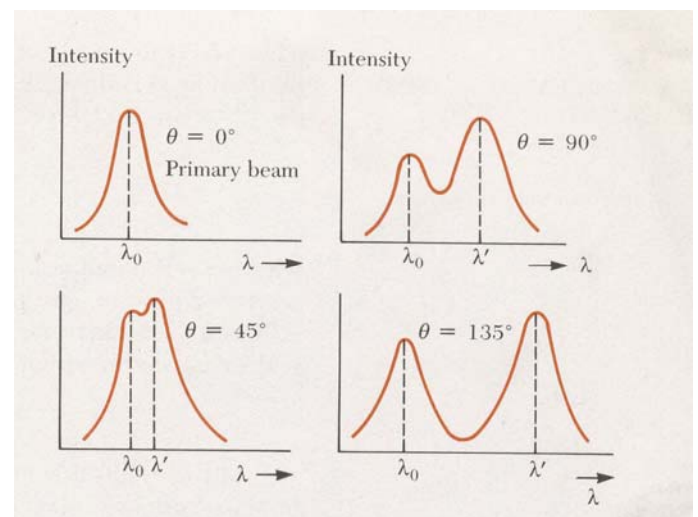 Intensity
θ = 0°
Primary beam
λ₀
λ
Intensity
θ = 90°
λ₀
λ′
λ
θ = 45°
λ₀ λ′
λ
θ = 135°
λ₀
λ′
λ